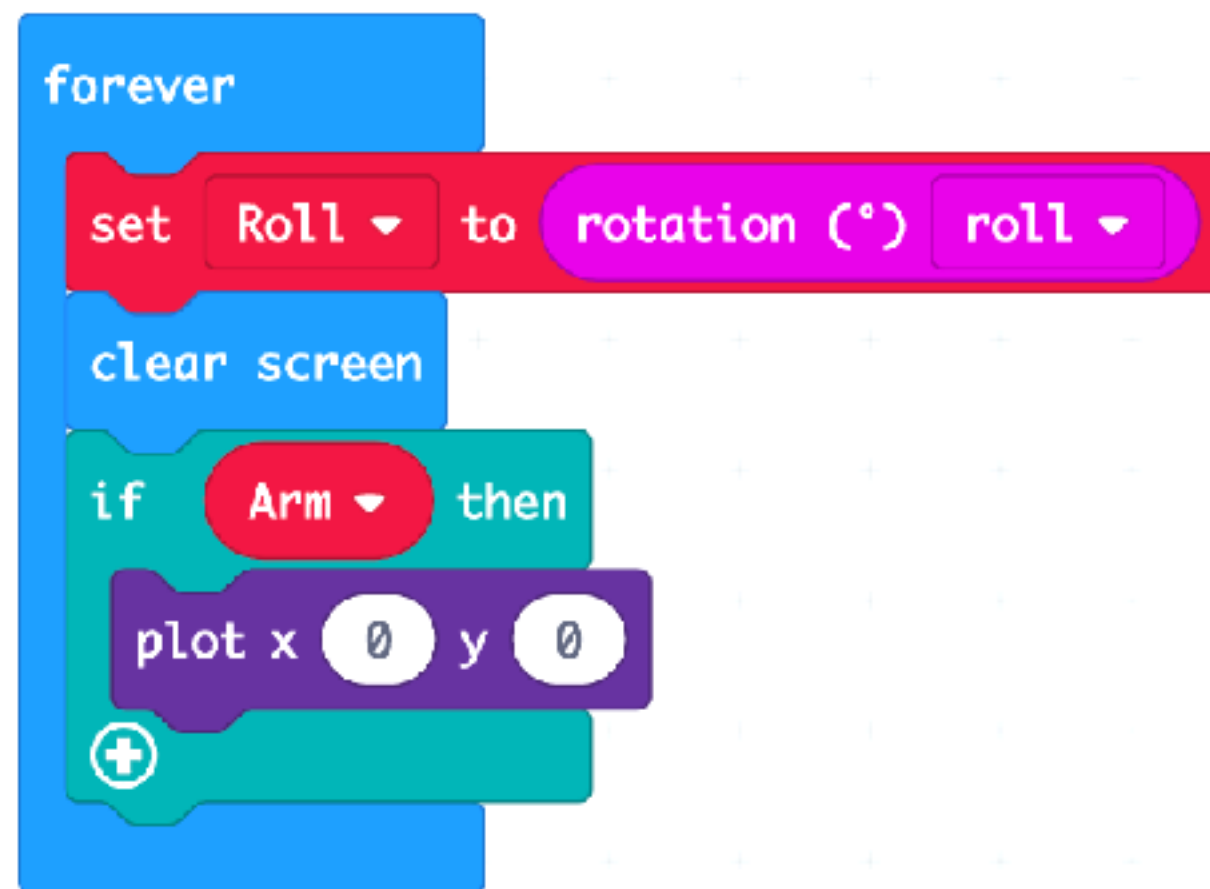 forever
set Roll to rotation (°) roll
clear screen
if Arm then
plot x 0 y 0